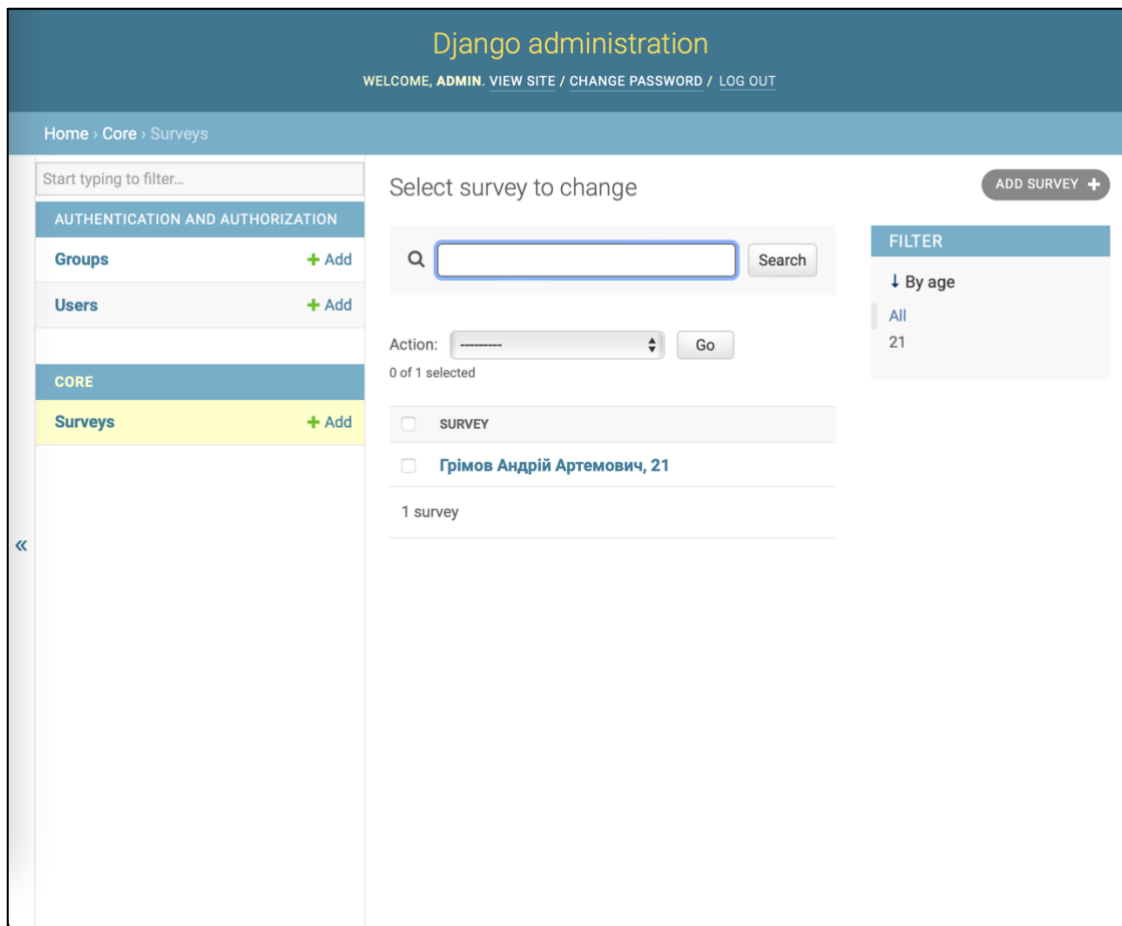 Django administration
WELCOME, ADMIN. VIEW SITE / CHANGE PASSWORD / LOG OUT
Home › Core › Surveys
Start typing to filter...
AUTHENTICATION AND AUTHORIZATION
Groups + Add
Users + Add
CORE
Surveys + Add
«
Select survey to change
ADD SURVEY +
Search
Action: --------- Go
0 of 1 selected
SURVEY
Грімов Андрій Артемович, 21
1 survey
FILTER
↓ By age
All
21